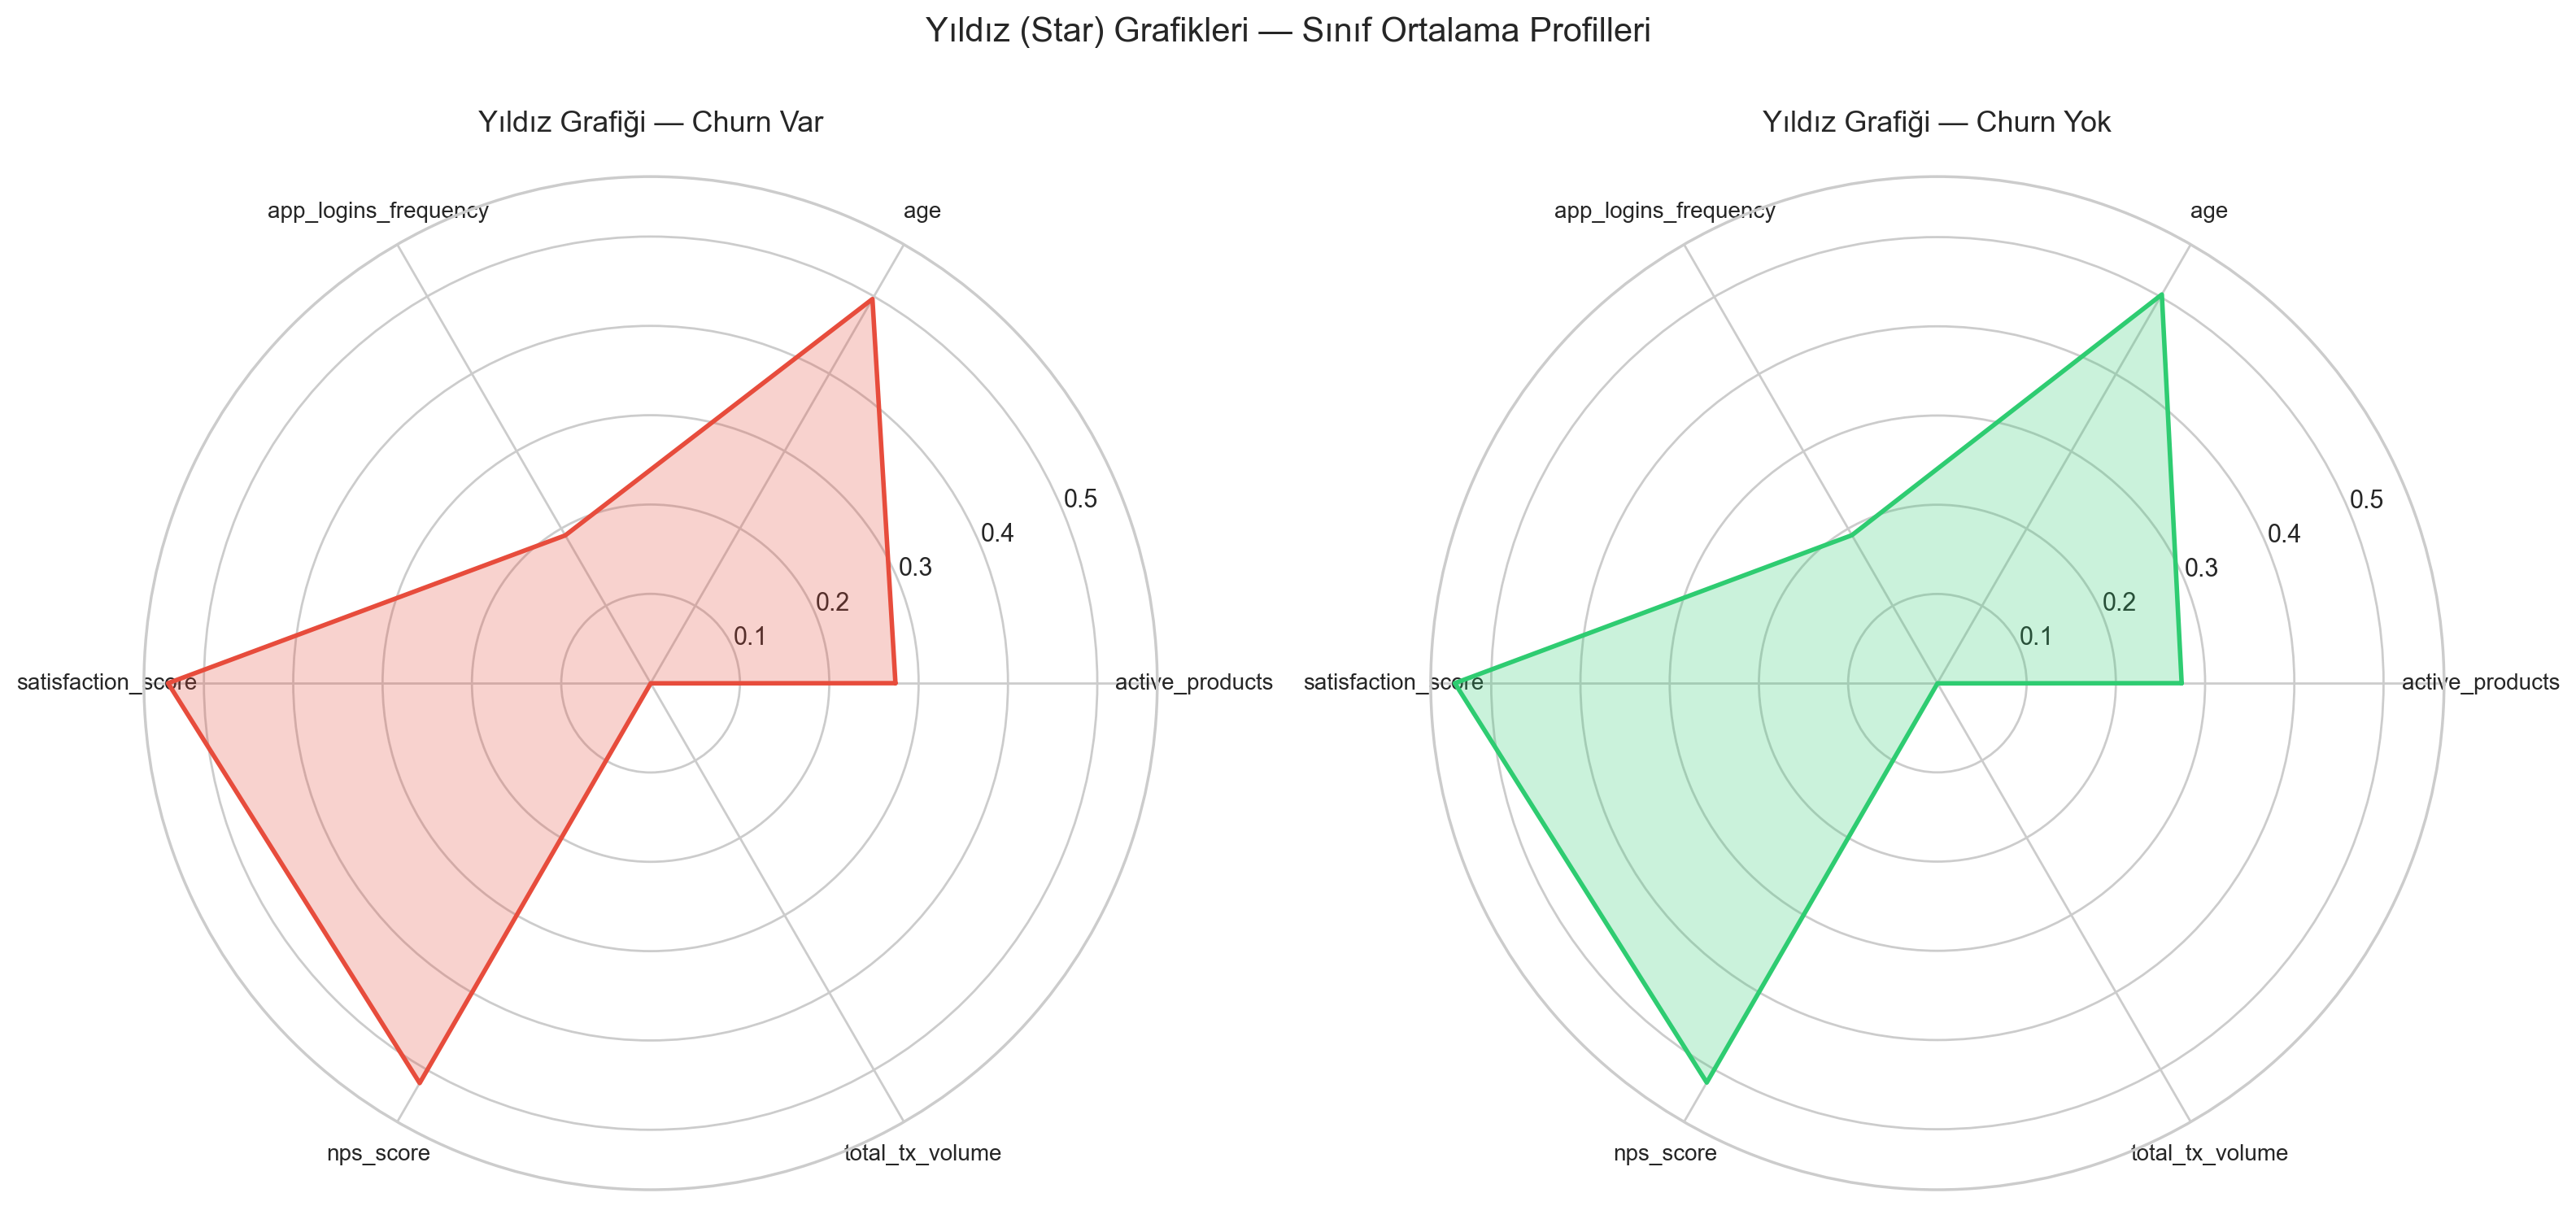 Yıldız (Star) Grafikleri — Sınıf Ortalama Profilleri
Yıldız Grafiği — Churn Var
app_logins_frequency
age
0.5
0.4
0.3
0.2
0.1
satisfaction_score
active_products
nps_score
total_tx_volume
Yıldız Grafiği — Churn Yok
app_logins_frequency
age
0.5
0.4
0.3
0.2
0.1
satisfaction_score
active_products
nps_score
total_tx_volume